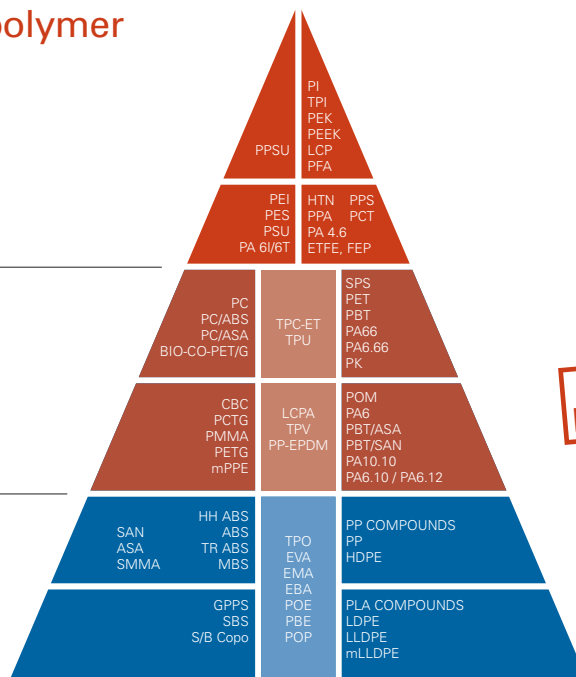 polymer
PPSU
PI
TPI
PEK
PEEK
LCP
PFA
PEI
PES
PSU
PA 6I/6T
HTN PPS
PPA PCT
PA 4.6
ETFE, FEP
PC
PC/ABS
PC/ASA
BIO-CO-PET/G
TPC-ET
TPU
SPS
PET
PBT
PA66
PA6.66
PK
CBC
PCTG
PMMA
PETG
mPPE
LCPA
TPV
PP-EPDM
POM
PA6
PBT/ASA
PBT/SAN
PA10.10
PA6.10 / PA6.12
HH ABS
SAN ABS
ASA TR ABS
SMMA MBS
TPO
EVA
EMA
EBA
POE
PBE
POP
PP COMPOUNDS
PP
HDPE
GPPS
SBS
S/B Copo
PLA COMPOUNDS
LDPE
LLDPE
mLLDPE